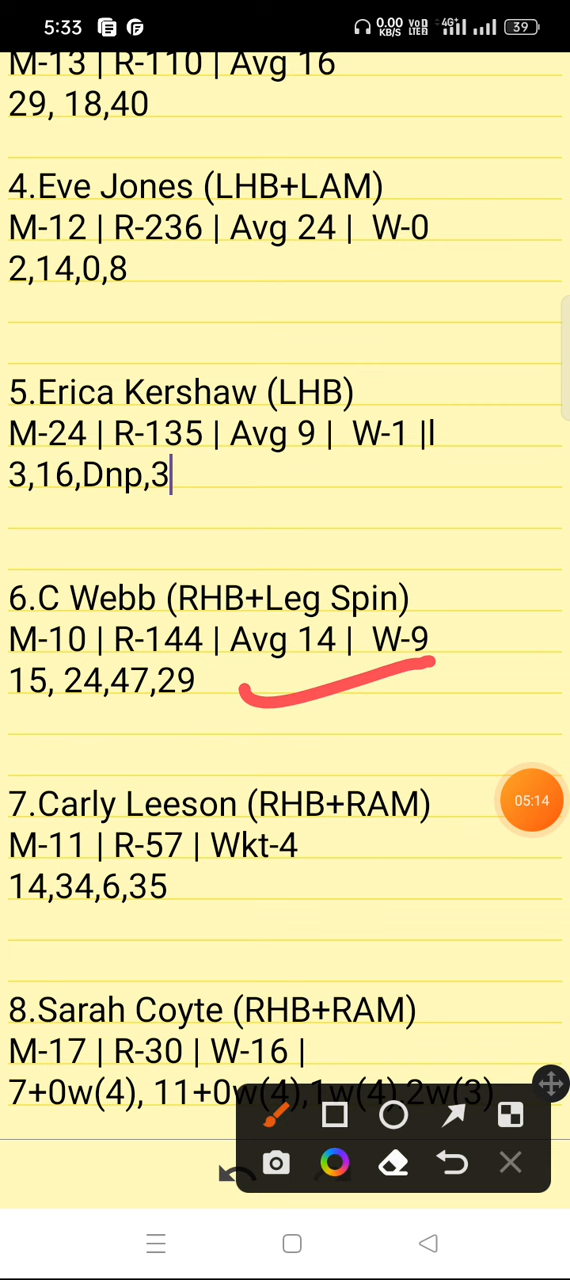 5:33
0.00 KB/S
VoD LTE2
4G+
39
M-13 | R-110 | Avg 16
29, 18,40
4.Eve Jones (LHB+LAM)
M-12 | R-236 | Avg 24 | W-0
2,14,0,8
5.Erica Kershaw (LHB)
M-24 | R-135 | Avg 9 | W-1 |l
3,16,Dnp,3
6.C Webb (RHB+Leg Spin)
M-10 | R-144 | Avg 14 | W-9
15, 24,47,29
7.Carly Leeson (RHB+RAM)
05:14
M-11 | R-57 | Wkt-4
14,34,6,35
8.Sarah Coyte (RHB+RAM)
M-17 | R-30 | W-16 |
7+0w(4), 11+0w(4),1w(4) 2w(3)